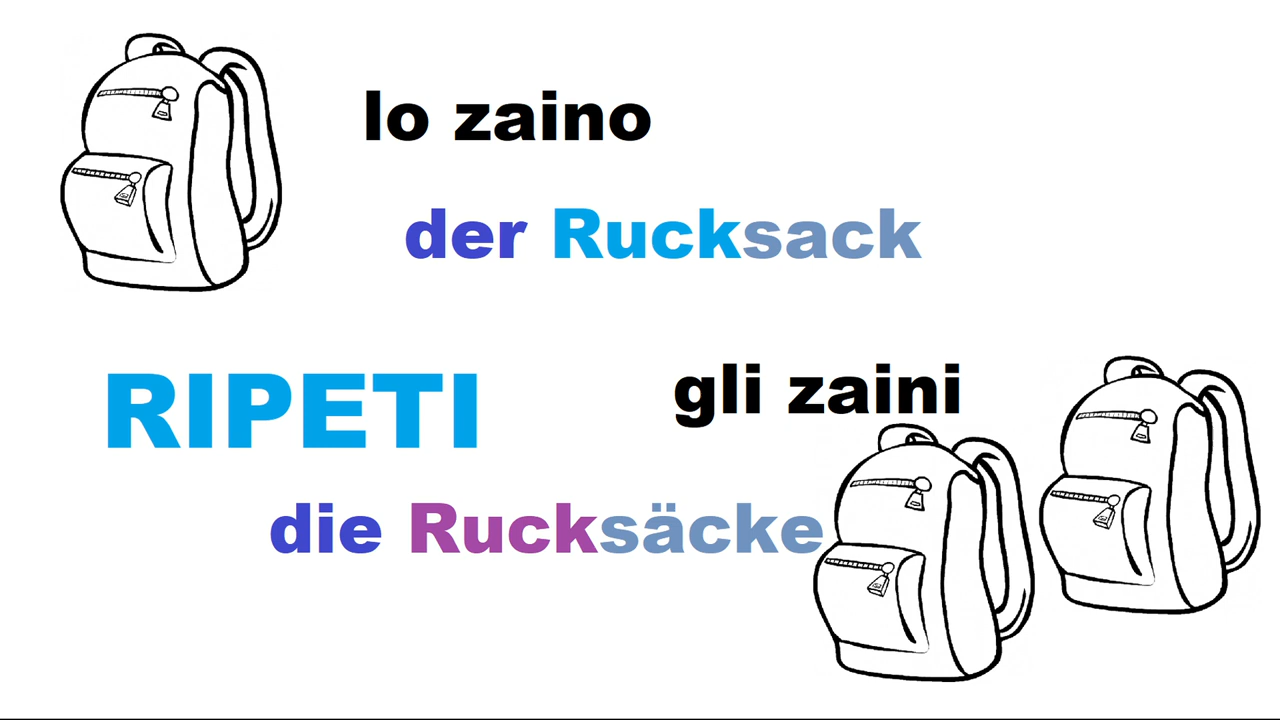 lo zaino
der Rucksack
RIPETI
gli zaini
die Rucksäcke